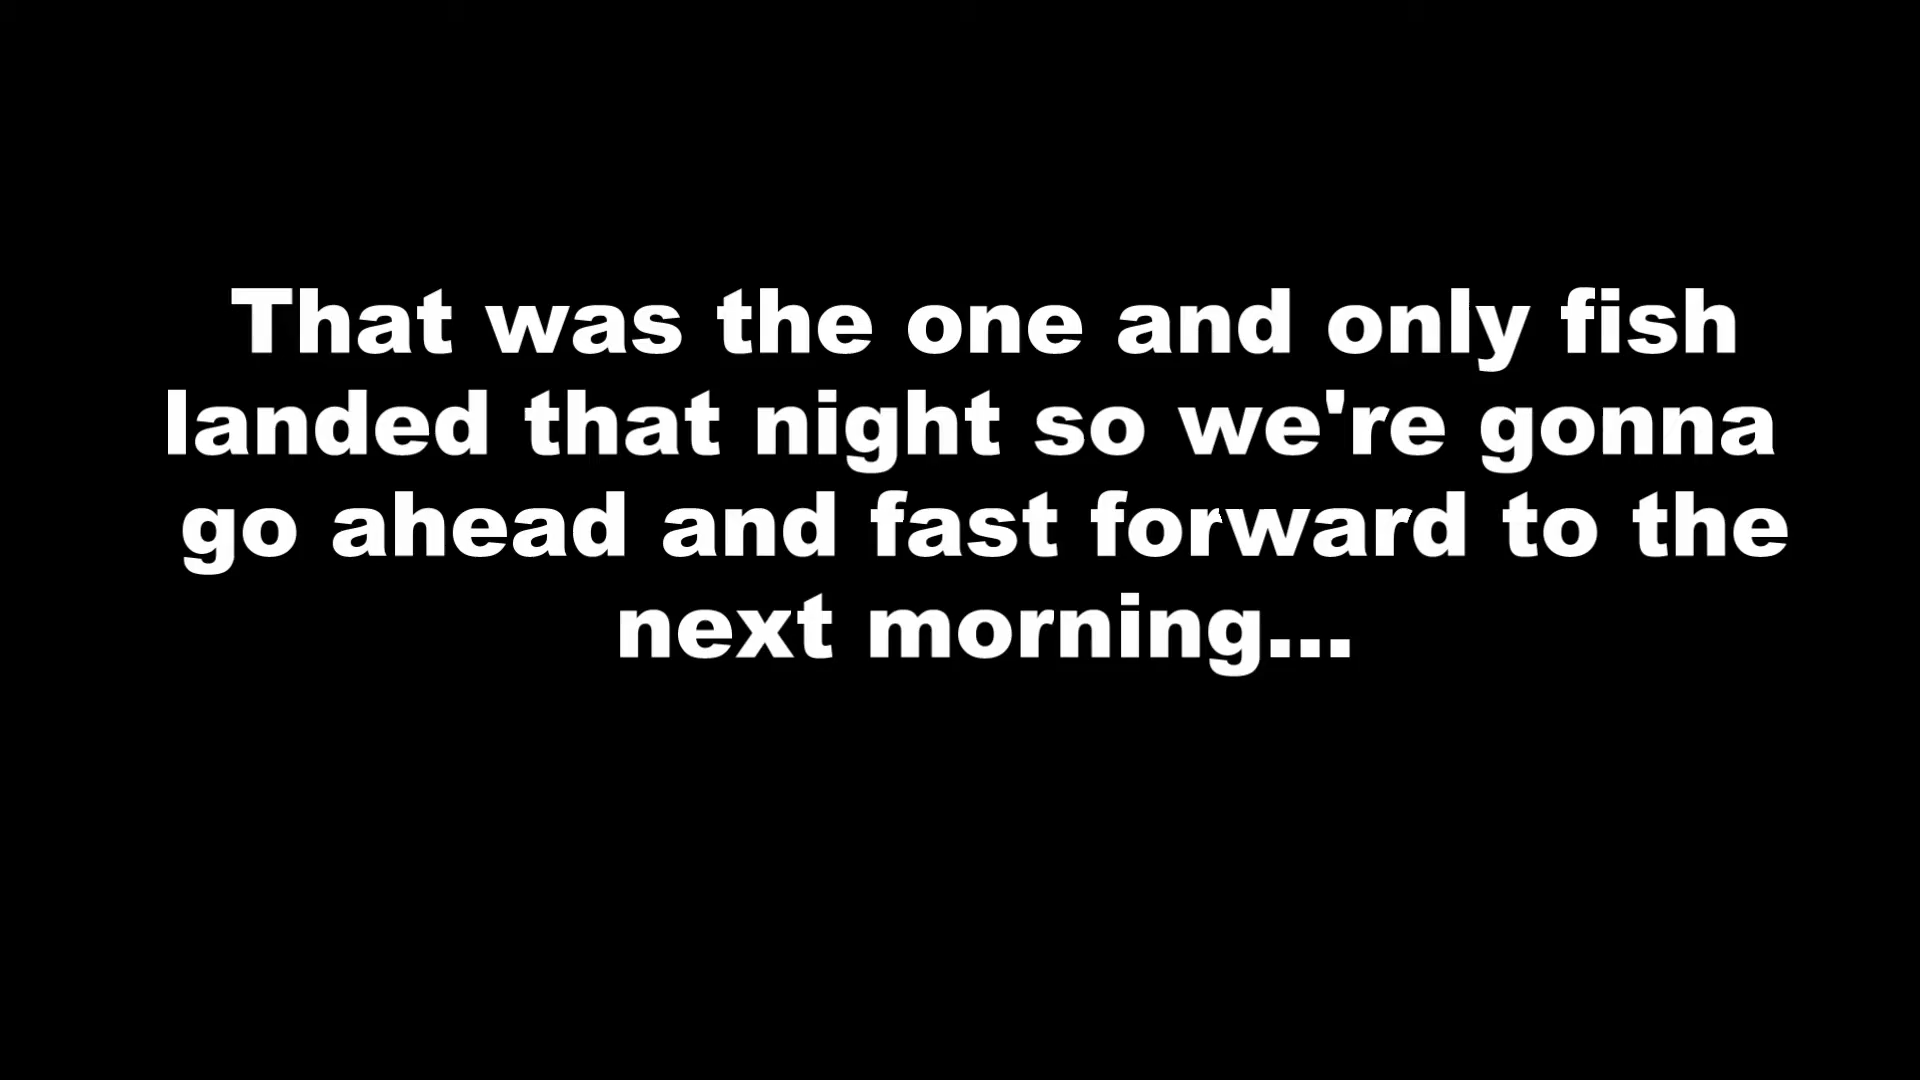 That was the one and only fish
landed that night so we're gonna
go ahead and fast forward to the
next morning...